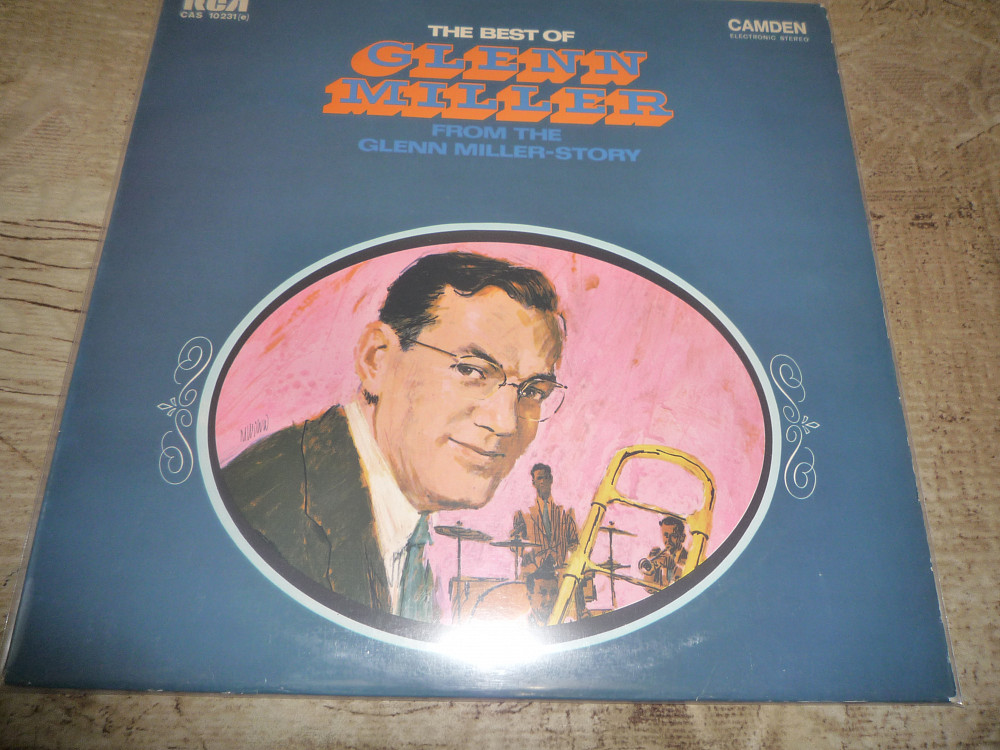 RCA
CAS 10231(e)
CAMDEN
ELECTRONIC STEREO
THE BEST OF
GLENN
MILLER
FROM THE
GLENN MILLER-STORY